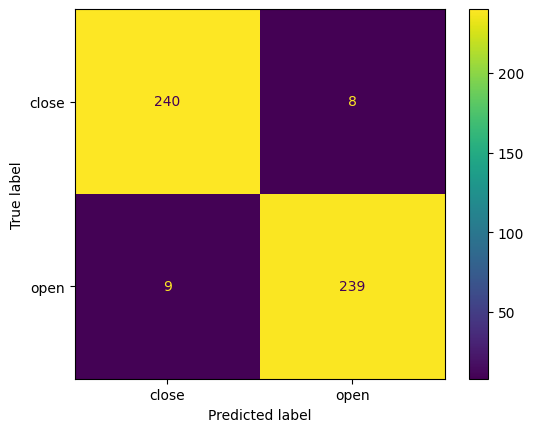 close
240
8
True label
open
9
239
close
open
Predicted label
200
150
100
50